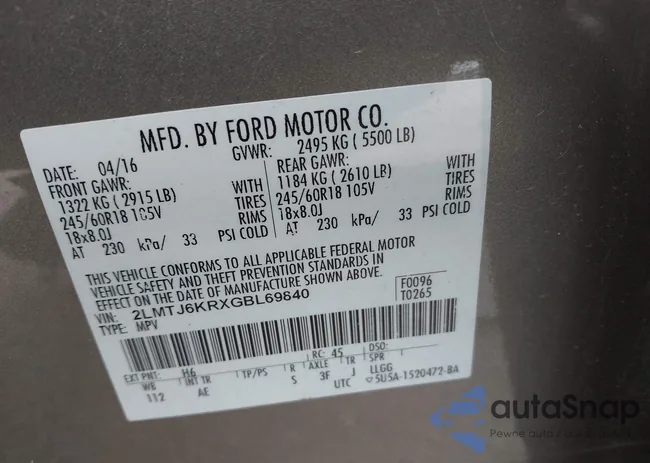 MFD. BY FORD MOTOR CO.
DATE: 04/16 GVWR: 2495 KG ( 5500 LB)
FRONT GAWR: REAR GAWR:
1322 KG ( 2915 LB) WITH 1184 KG ( 2610 LB) WITH
245/60R18 105V TIRES 245/60R18 105V TIRES
18x8.0J RIMS 18x8.0J RIMS
AT 230 kPa/ 33 PSI COLD AT 230 kPa/ 33 PSI COLD
THIS VEHICLE CONFORMS TO ALL APPLICABLE FEDERAL MOTOR
VEHICLE SAFETY AND THEFT PREVENTION STANDARDS IN
EFFECT ON THE DATE OF MANUFACTURE SHOWN ABOVE.
VIN: 2LMTJ6KRXGBL69840 F0096
TYPE: MPV T0265
EXT PNT: H6 RC: 45 DSO:
WB INT TR TP/PS R AXLE TR SPR
112 AE S 3F J LLGG
UTC 5U5A-1520472-BA
autaSnap
Pewne auta z